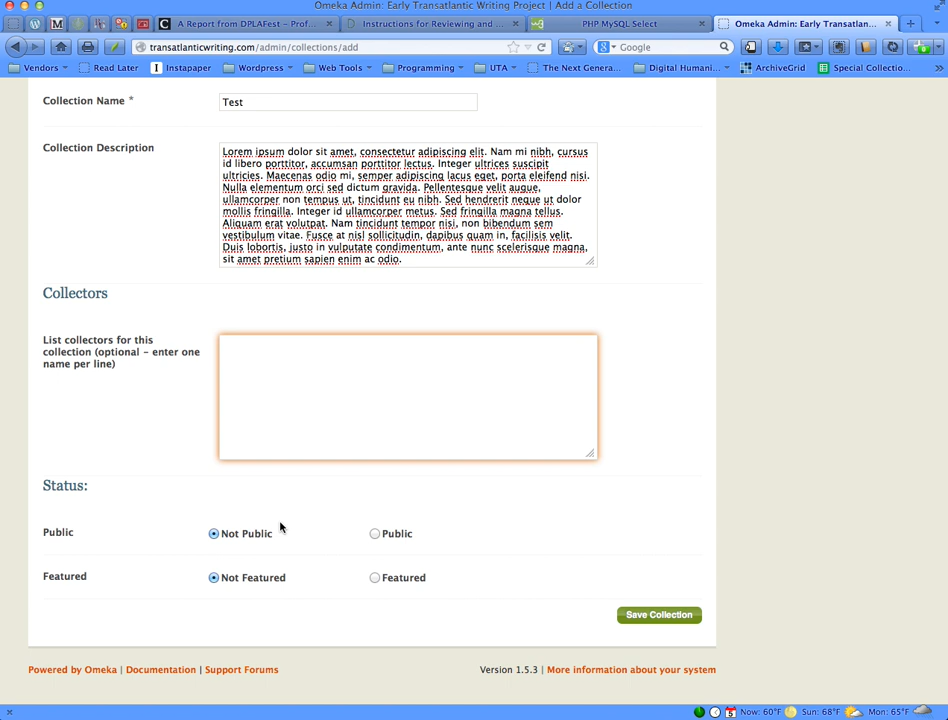 Omeka Admin: Early Transatlantic Writing Project | Add a Collection
A Report from DPLAFest – Prof...
Instructions for Reviewing and ...
PHP MySQL Select
Omeka Admin: Early Transatlan...
transatlanticwriting.com/admin/collections/add
Google
Vendors
Read Later
Instapaper
Wordpress
Web Tools
Programming
UTA
The Next Genera...
Digital Humani...
ArchiveGrid
Special Collectio...
Collection Name *
Test
Collection Description
Lorem ipsum dolor sit amet, consectetur adipiscing elit. Nam mi nibh, cursus
id libero porttitor, accumsan porttitor lectus. Integer ultrices suscipit
ultricies. Maecenas odio mi, semper adipiscing lacus eget, porta eleifend nisi.
Nulla elementum orci sed dictum gravida. Pellentesque velit augue,
ullamcorper non tempus ut, tincidunt eu nibh. Sed hendrerit neque ut dolor
mollis fringilla. Integer id ullamcorper metus. Sed fringilla magna tellus.
Aliquam erat volutpat. Nam tincidunt tempor nisi, non bibendum sem
vestibulum vitae. Fusce at nisl sollicitudin, dapibus quam in, facilisis velit.
Duis lobortis, justo in vulputate condimentum, ante nunc scelerisque magna,
sit amet pretium sapien enim ac odio.
Collectors
List collectors for this
collection (optional – enter one
name per line)
Status:
Public
Not Public
Public
Featured
Not Featured
Featured
Save Collection
Powered by Omeka | Documentation | Support Forums
Version 1.5.3 | More information about your system
Now: 60°F
Sun: 68°F
Mon: 65°F